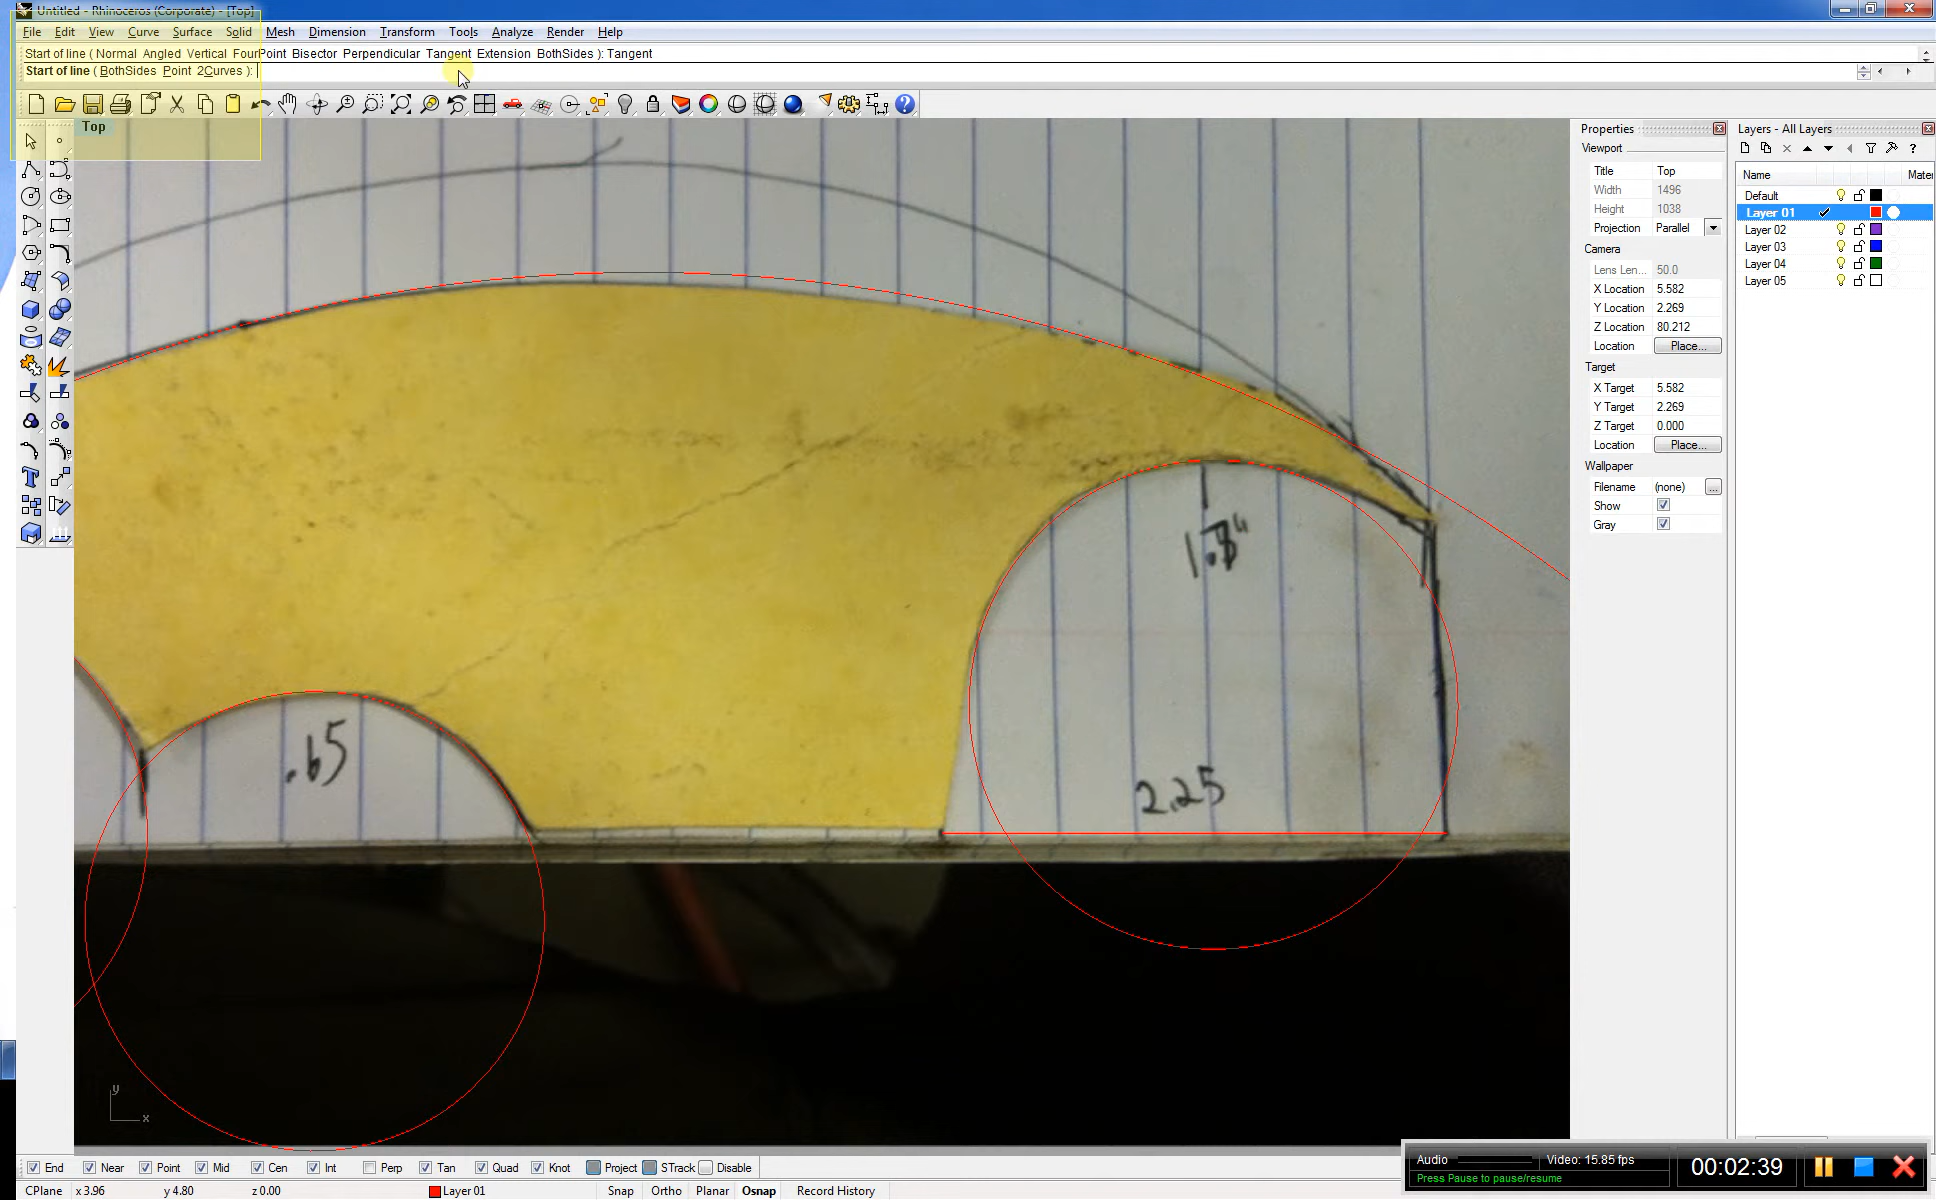 Untitled - Rhinoceros (Corporate) - [Top]
File Edit View Curve Surface Solid Mesh Dimension Transform Tools Analyze Render Help
Start of line ( Normal Angled Vertical FourPoint Bisector Perpendicular Tangent Extension BothSides ): Tangent
Start of line ( BothSides Point 2Curves ):
Top
1.8"
.65
2.25
y
x
Properties
Viewport
Title Top
Width 1496
Height 1038
Projection Parallel
Camera
Lens Len... 50.0
X Location 5.582
Y Location 2.269
Z Location 80.212
Location Place...
Target
X Target 5.582
Y Target 2.269
Z Target 0.000
Location Place...
Wallpaper
Filename (none) ...
Show
Gray
Layers - All Layers
Name Mater
Default
Layer 01
Layer 02
Layer 03
Layer 04
Layer 05
End Near Point Mid Cen Int Perp Tan Quad Knot Project STrack Disable
CPlane x 3.96 y 4.80 z 0.00 Layer 01 Snap Ortho Planar Osnap Record History
Audio Video: 15.85 fps
Press Pause to pause/resume
00:02:39